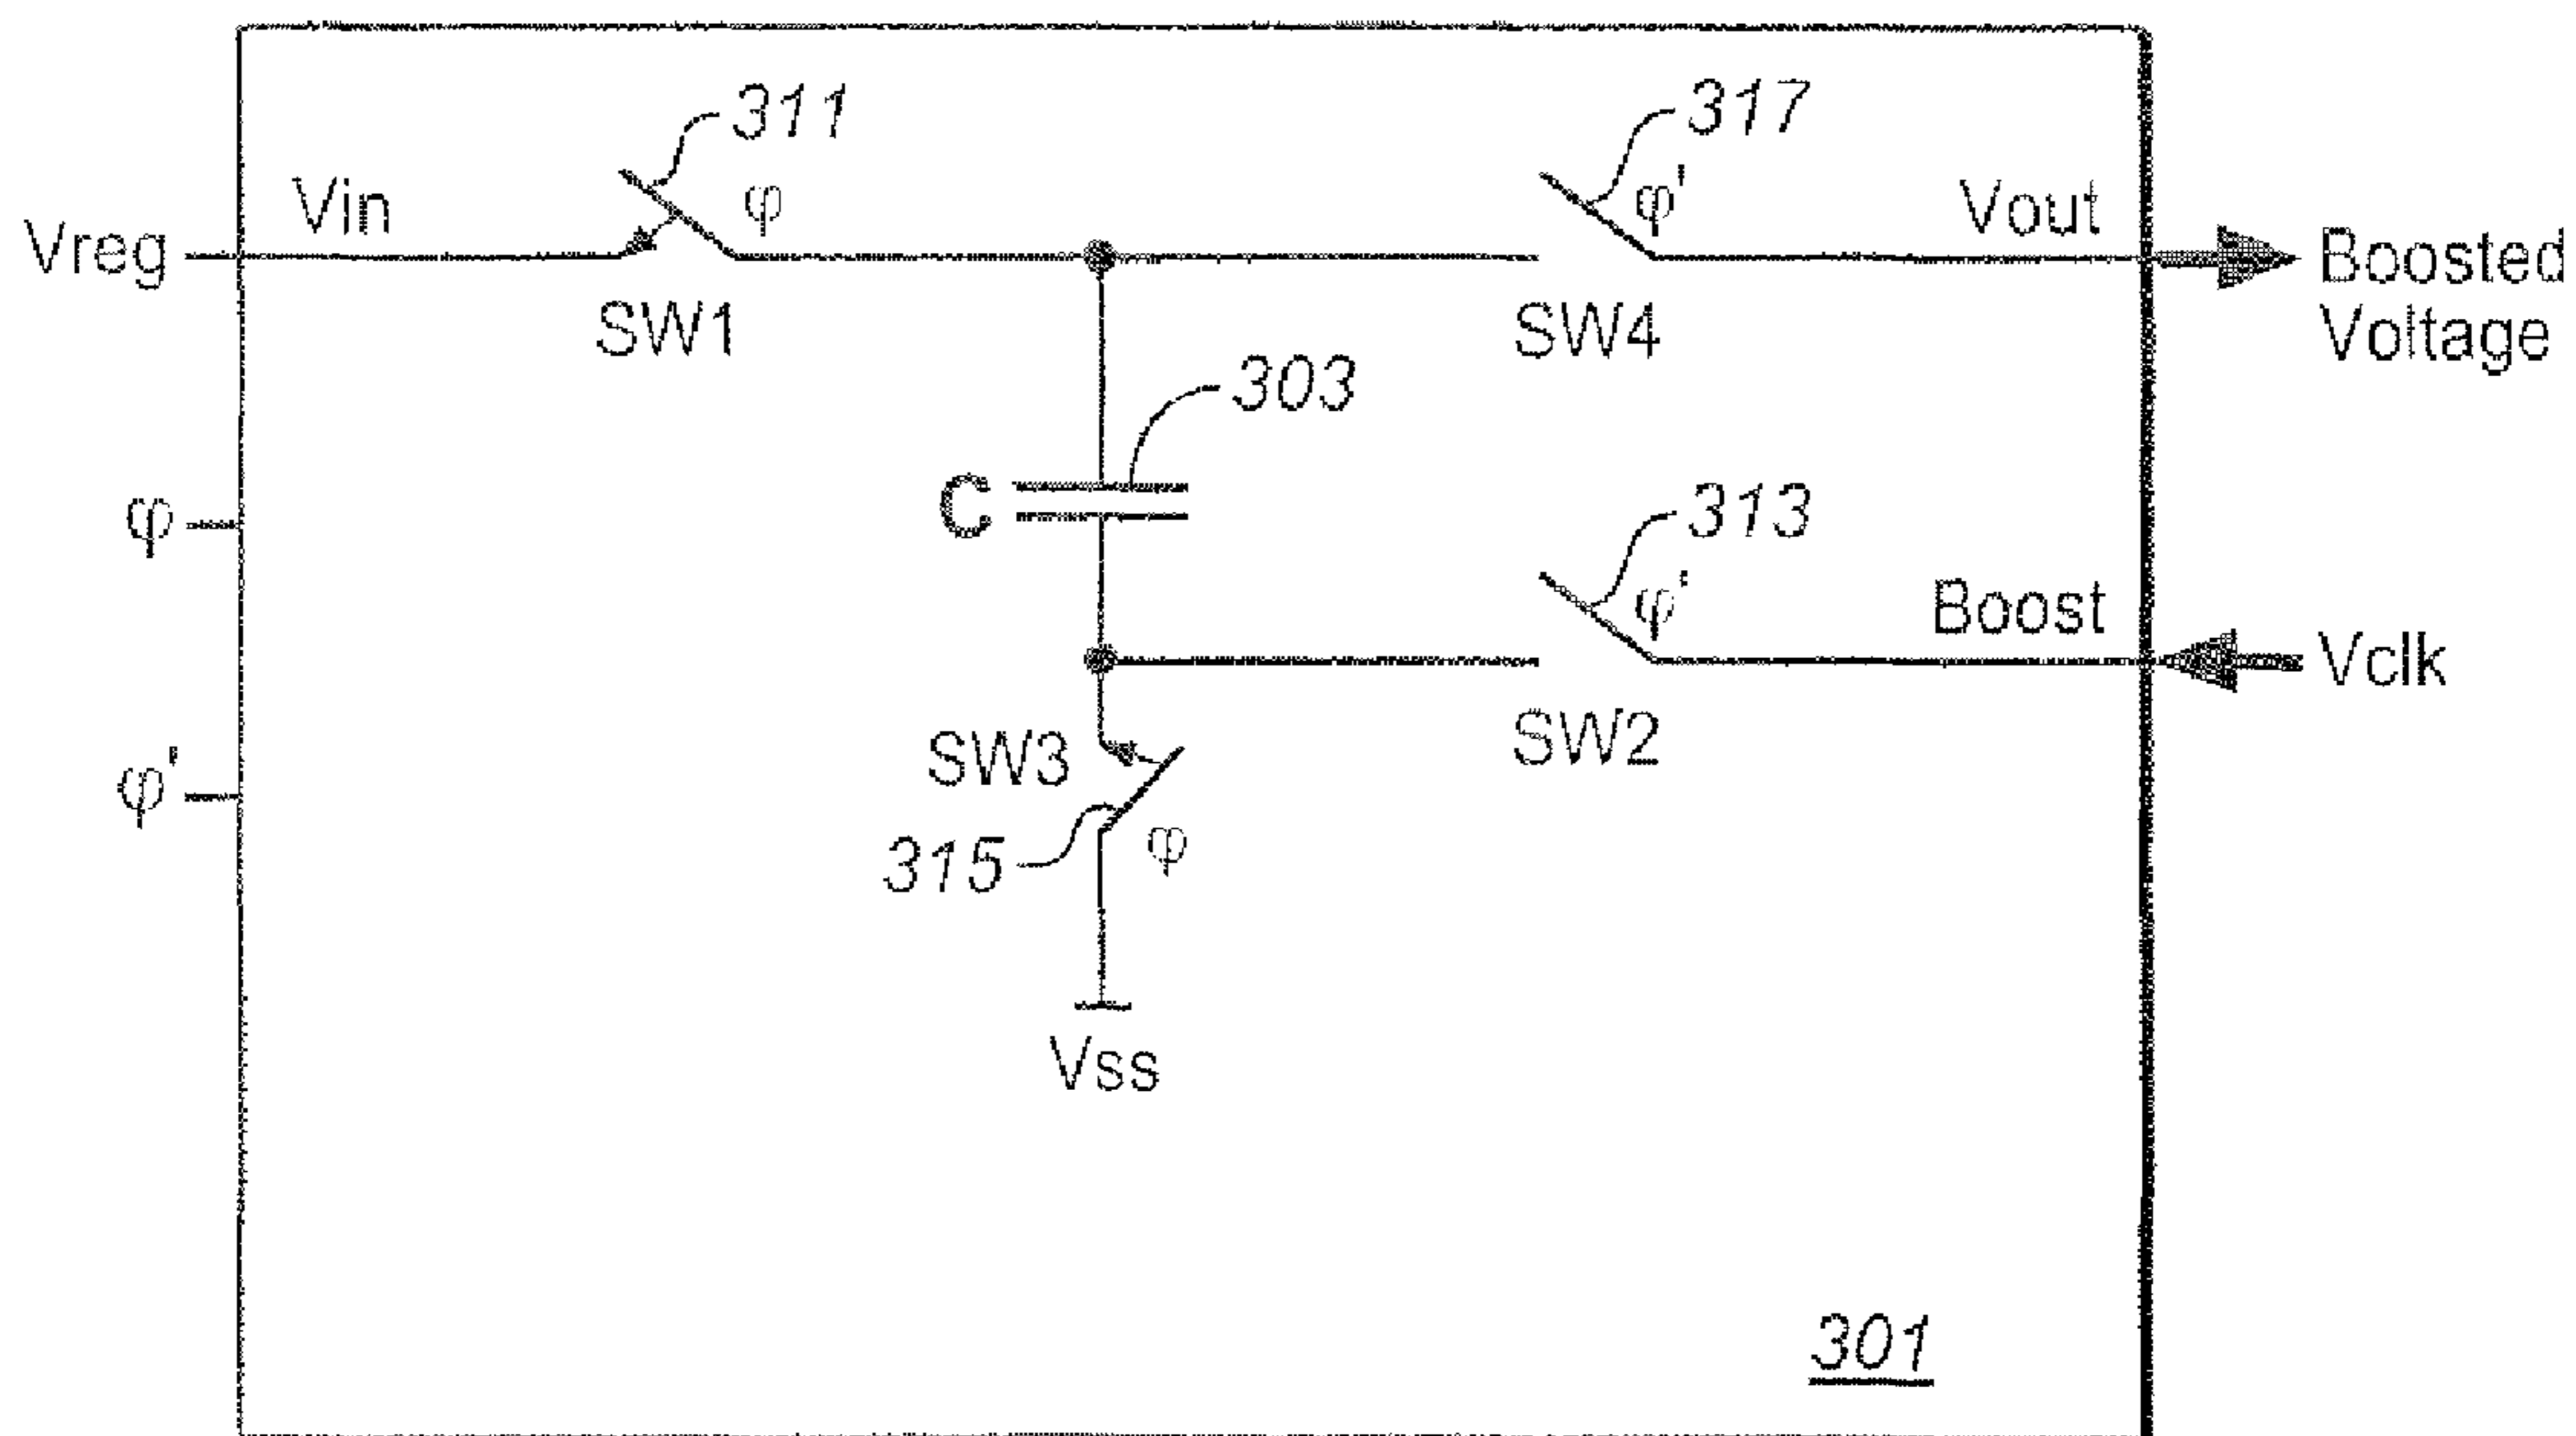 311
317
φ
φ'
Vin
Vout
Vreg
Boosted
Voltage
SW1
SW4
303
C
313
φ
φ'
Boost
Vclk
SW3
SW2
φ'
315
φ
Vss
301